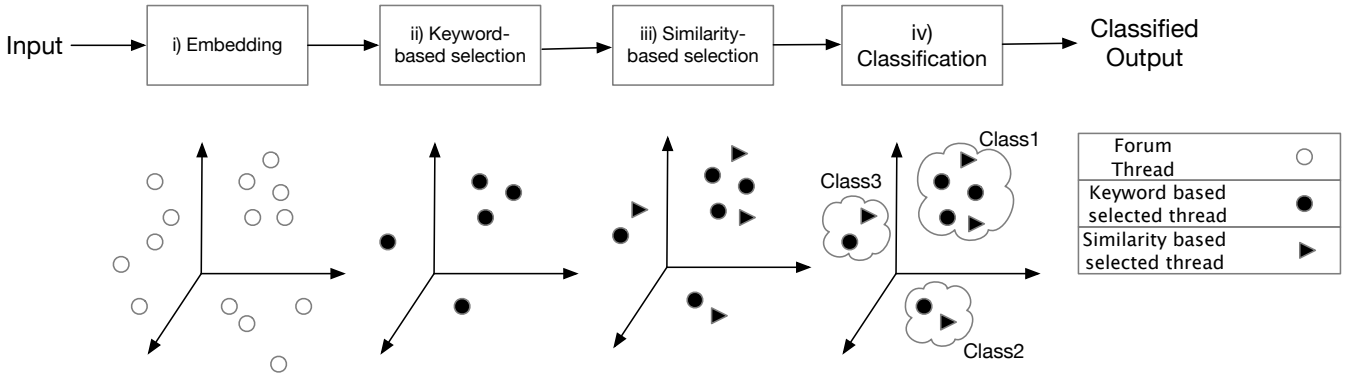 Input
i) Embedding
ii) Keyword-
based selection
iii) Similarity-
based selection
iv)
Classification
Classified
Output
Class1
Class3
Class2
Forum
Thread
Keyword based
selected thread
Similarity based
selected thread